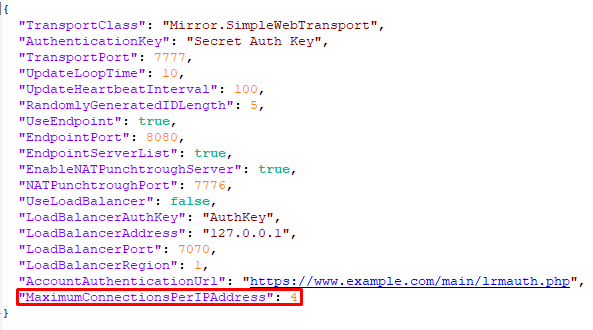 {
"TransportClass": "Mirror.SimpleWebTransport",
"AuthenticationKey": "Secret Auth Key",
"TransportPort": 7777,
"UpdateLoopTime": 10,
"UpdateHeartbeatInterval": 100,
"RandomlyGeneratedIDLength": 5,
"UseEndpoint": true,
"EndpointPort": 8080,
"EndpointServerList": true,
"EnableNATPunchtroughServer": true,
"NATPunchtroughPort": 7776,
"UseLoadBalancer": false,
"LoadBalancerAuthKey": "AuthKey",
"LoadBalancerAddress": "127.0.0.1",
"LoadBalancerPort": 7070,
"LoadBalancerRegion": 1,
"AccountAuthenticationUrl": "https://www.example.com/main/lrmauth.php",
"MaximumConnectionsPerIPAddress": 4
}